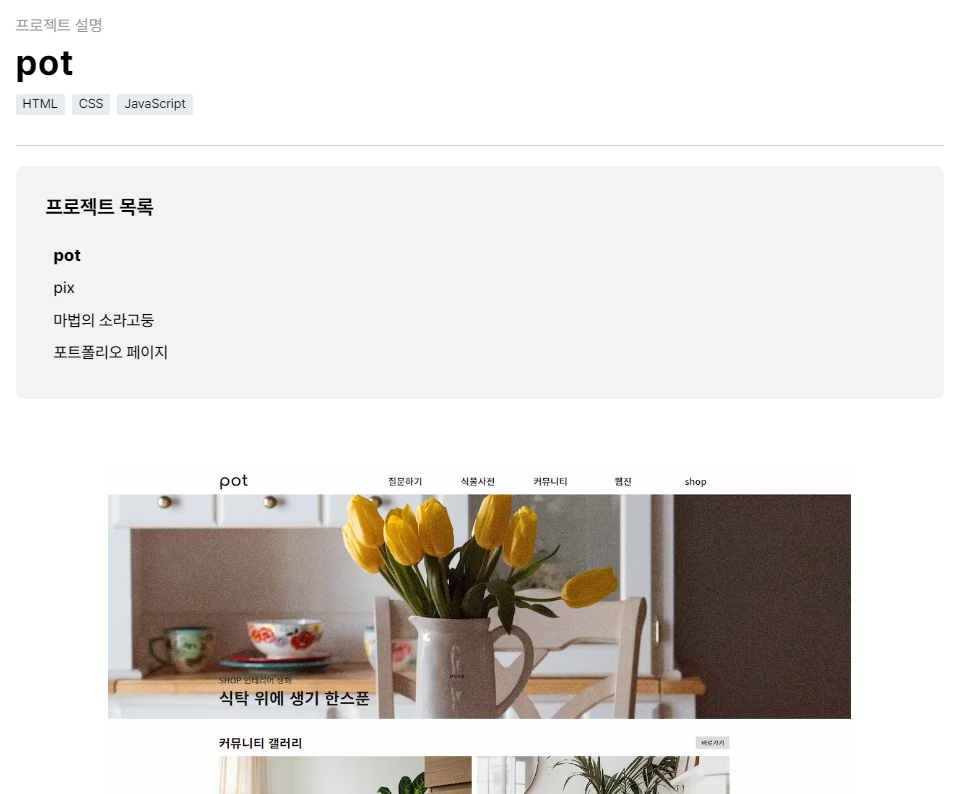 프로젝트 설명
pot
HTML CSS JavaScript
프로젝트 목록
pot
pix
마법의 소라고둥
포트폴리오 페이지
pot 질문하기 식물사전 커뮤니티 웹진 shop
SHOP 인테리어 생화
식탁 위에 생기 한스푼
커뮤니티 갤러리 바로가기